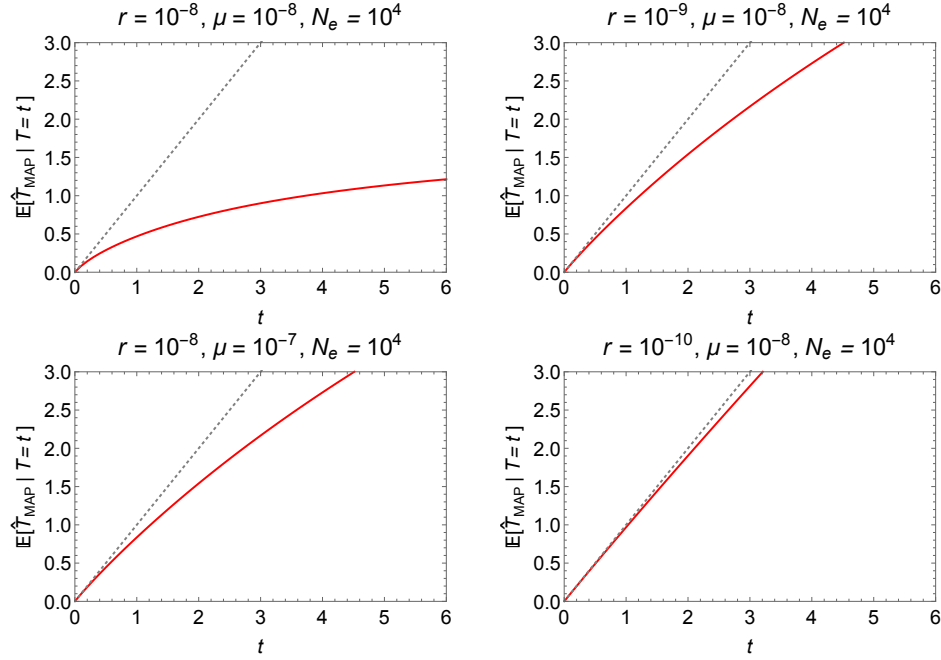 r = 10⁻⁸, μ = 10⁻⁸, Nₑ = 10⁴
3.0
2.5
2.0
1.5
1.0
0.5
0.0
𝔼[T̂_MAP | T = t]
0 1 2 3 4 5 6
t
r = 10⁻⁹, μ = 10⁻⁸, Nₑ = 10⁴
3.0
2.5
2.0
1.5
1.0
0.5
0.0
𝔼[T̂_MAP | T = t]
0 1 2 3 4 5 6
t
r = 10⁻⁸, μ = 10⁻⁷, Nₑ = 10⁴
3.0
2.5
2.0
1.5
1.0
0.5
0.0
𝔼[T̂_MAP | T = t]
0 1 2 3 4 5 6
t
r = 10⁻¹⁰, μ = 10⁻⁸, Nₑ = 10⁴
3.0
2.5
2.0
1.5
1.0
0.5
0.0
𝔼[T̂_MAP | T = t]
0 1 2 3 4 5 6
t